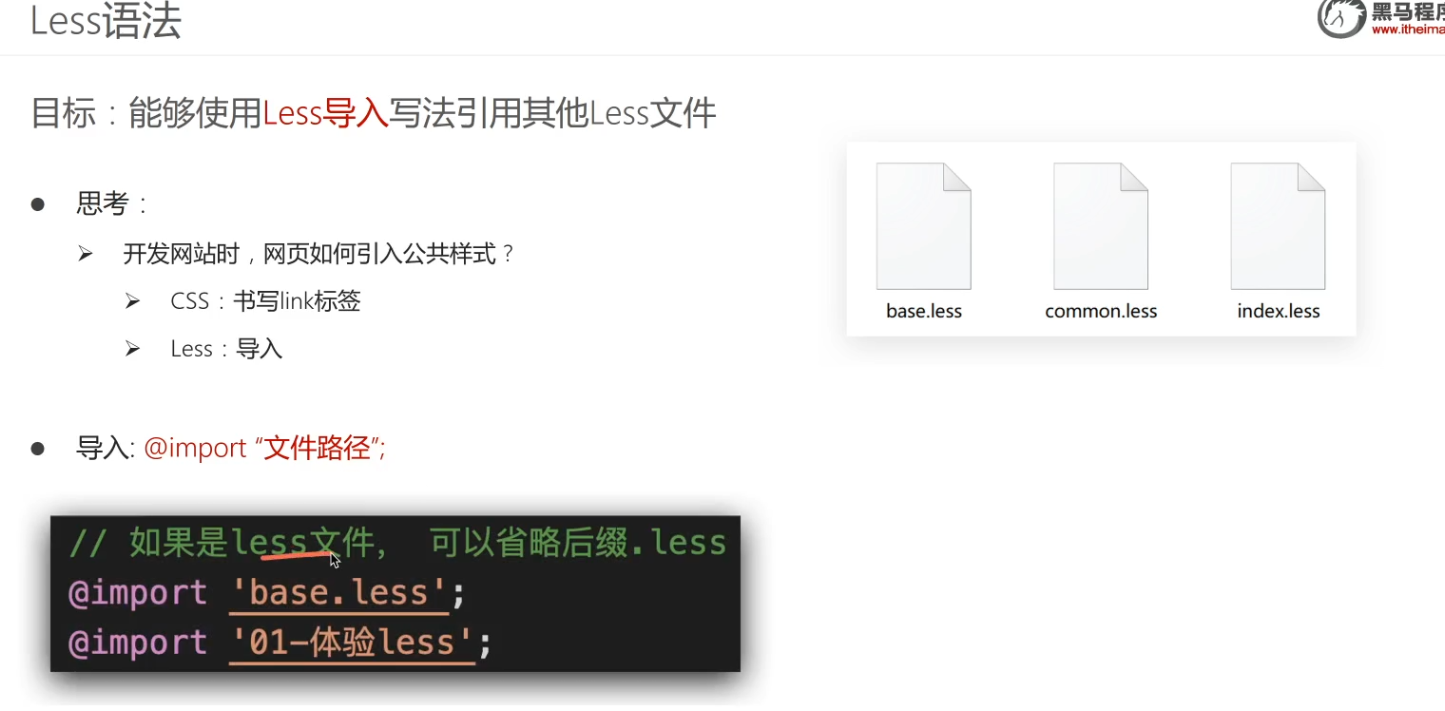 Less语法
黑马程序
www.itheima
目标：能够使用Less导入写法引用其他Less文件
思考：
开发网站时，网页如何引入公共样式？
CSS：书写link标签
Less：导入
base.less
common.less
index.less
导入: @import “文件路径”;
// 如果是less文件， 可以省略后缀.less
@import 'base.less';
@import '01-体验less';